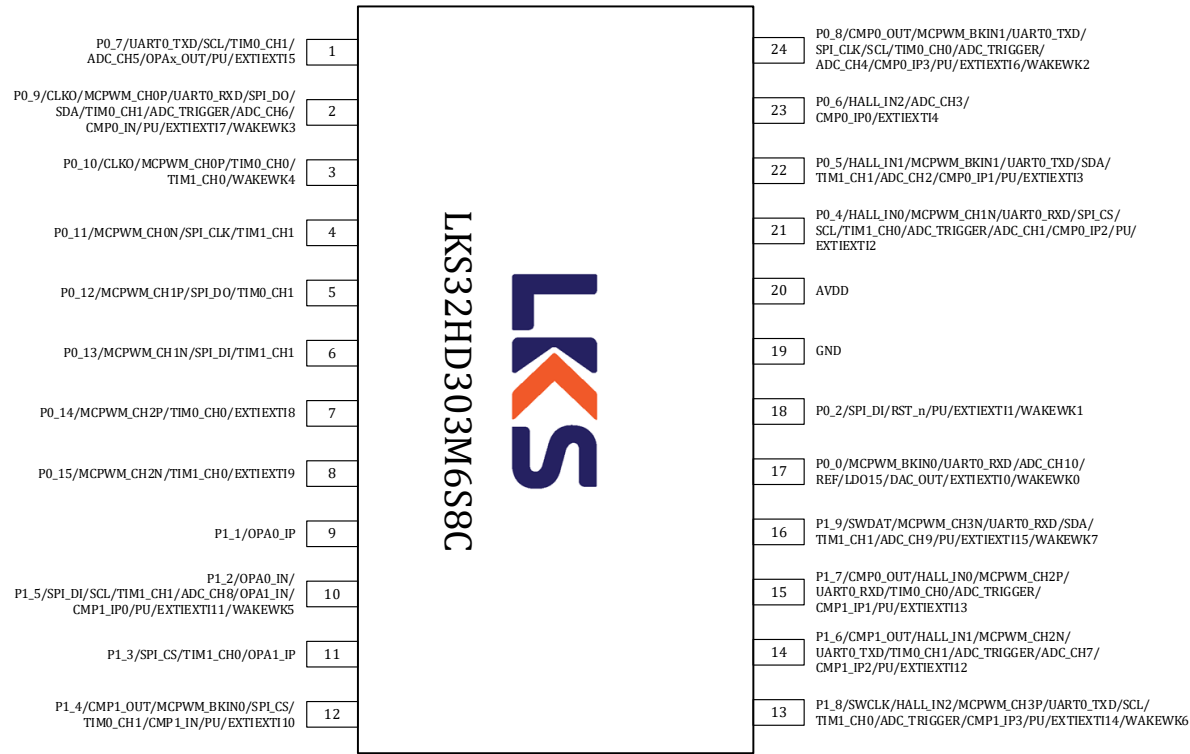 P0_7/UART0_TXD/SCL/TIM0_CH1/
ADC_CH5/OPAx_OUT/PU/EXTIEXTI5
1
P0_9/CLKO/MCPWM_CH0P/UART0_RXD/SPI_DO/
SDA/TIM0_CH1/ADC_TRIGGER/ADC_CH6/
CMP0_IN/PU/EXTIEXTI7/WAKEWK3
2
P0_10/CLKO/MCPWM_CH0P/TIM0_CH0/
TIM1_CH0/WAKEWK4
3
P0_11/MCPWM_CH0N/SPI_CLK/TIM1_CH1
4
P0_12/MCPWM_CH1P/SPI_DO/TIM0_CH1
5
P0_13/MCPWM_CH1N/SPI_DI/TIM1_CH1
6
P0_14/MCPWM_CH2P/TIM0_CH0/EXTIEXTI8
7
P0_15/MCPWM_CH2N/TIM1_CH0/EXTIEXTI9
8
P1_1/OPA0_IP
9
P1_2/OPA0_IN/
P1_5/SPI_DI/SCL/TIM1_CH1/ADC_CH8/OPA1_IN/
CMP1_IP0/PU/EXTIEXTI11/WAKEWK5
10
P1_3/SPI_CS/TIM1_CH0/OPA1_IP
11
P1_4/CMP1_OUT/MCPWM_BKIN0/SPI_CS/
TIM0_CH1/CMP1_IN/PU/EXTIEXTI10
12
LKS32HD303M6S8C
LKS
24
P0_8/CMP0_OUT/MCPWM_BKIN1/UART0_TXD/
SPI_CLK/SCL/TIM0_CH0/ADC_TRIGGER/
ADC_CH4/CMP0_IP3/PU/EXTIEXTI6/WAKEWK2
23
P0_6/HALL_IN2/ADC_CH3/
CMP0_IP0/EXTIEXTI4
22
P0_5/HALL_IN1/MCPWM_BKIN1/UART0_TXD/SDA/
TIM1_CH1/ADC_CH2/CMP0_IP1/PU/EXTIEXTI3
21
P0_4/HALL_IN0/MCPWM_CH1N/UART0_RXD/SPI_CS/
SCL/TIM1_CH0/ADC_TRIGGER/ADC_CH1/CMP0_IP2/PU/
EXTIEXTI2
20
AVDD
19
GND
18
P0_2/SPI_DI/RST_n/PU/EXTIEXTI1/WAKEWK1
17
P0_0/MCPWM_BKIN0/UART0_RXD/ADC_CH10/
REF/LDO15/DAC_OUT/EXTIEXTI0/WAKEWK0
16
P1_9/SWDAT/MCPWM_CH3N/UART0_RXD/SDA/
TIM1_CH1/ADC_CH9/PU/EXTIEXTI15/WAKEWK7
15
P1_7/CMP0_OUT/HALL_IN0/MCPWM_CH2P/
UART0_RXD/TIM0_CH0/ADC_TRIGGER/
CMP1_IP1/PU/EXTIEXTI13
14
P1_6/CMP1_OUT/HALL_IN1/MCPWM_CH2N/
UART0_TXD/TIM0_CH1/ADC_TRIGGER/ADC_CH7/
CMP1_IP2/PU/EXTIEXTI12
13
P1_8/SWCLK/HALL_IN2/MCPWM_CH3P/UART0_TXD/SCL/
TIM1_CH0/ADC_TRIGGER/CMP1_IP3/PU/EXTIEXTI14/WAKEWK6